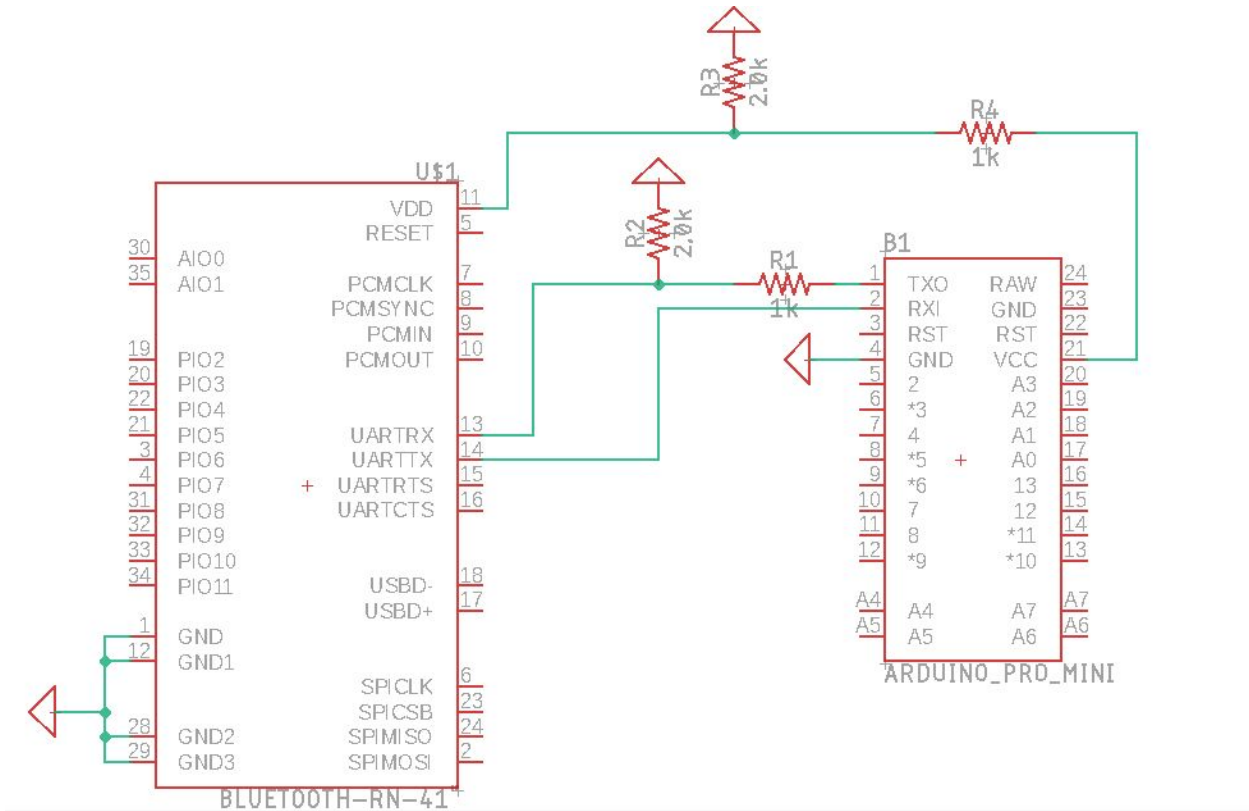 R3
2.0k
R4
1k
U$1
VDD 11
RESET 5
30 AIO0
35 AIO1
PCMCLK 7
PCMSYNC 8
PCMIN 9
PCMOUT 10
19 PIO2
20 PIO3
22 PIO4
21 PIO5
3 PIO6
4 PIO7
31 PIO8
32 PIO9
33 PIO10
34 PIO11
UARTRX 13
UARTTX 14
UARTRTS 15
UARTCTS 16
USBD- 18
USBD+ 17
1 GND
12 GND1
28 GND2
29 GND3
SPICLK 6
SPICSB 23
SPIMISO 24
SPIMOSI 2
BLUETOOTH-RN-41
R2
2.0k
R1
1k
B1
1 TXO RAW 24
2 RXI GND 23
3 RST RST 22
4 GND VCC 21
5 2 A3 20
6 *3 A2 19
7 4 A1 18
8 *5 A0 17
9 *6 13 16
10 7 12 15
11 8 *11 14
12 *9 *10 13
A4 A4 A7 A7
A5 A5 A6 A6
ARDUINO_PRO_MINI